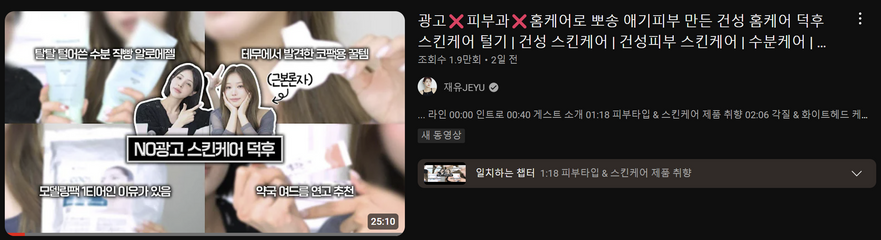 탈탈 털어쓴 수분 직빵 알로에젤
테무에서 발견한 코팩용 꿀템
(근본론자)
NO광고 스킨케어 덕후
모델링팩 1티어인 이유가 있음
약국 여드름 연고 추천
25:10
광고❌피부과❌홈케어로 뽀송 애기피부 만든 건성 홈케어 덕후
스킨케어 털기 | 건성 스킨케어 | 건성피부 스킨케어 | 수분케어 | ...
조회수 1.9만회 • 2일 전
재유JEYU
... 라인 00:00 인트로 00:40 게스트 소개 01:18 피부타입 & 스킨케어 제품 취향 02:06 각질 & 화이트헤드 케...
새 동영상
일치하는 챕터 1:18 피부타입 & 스킨케어 제품 취향